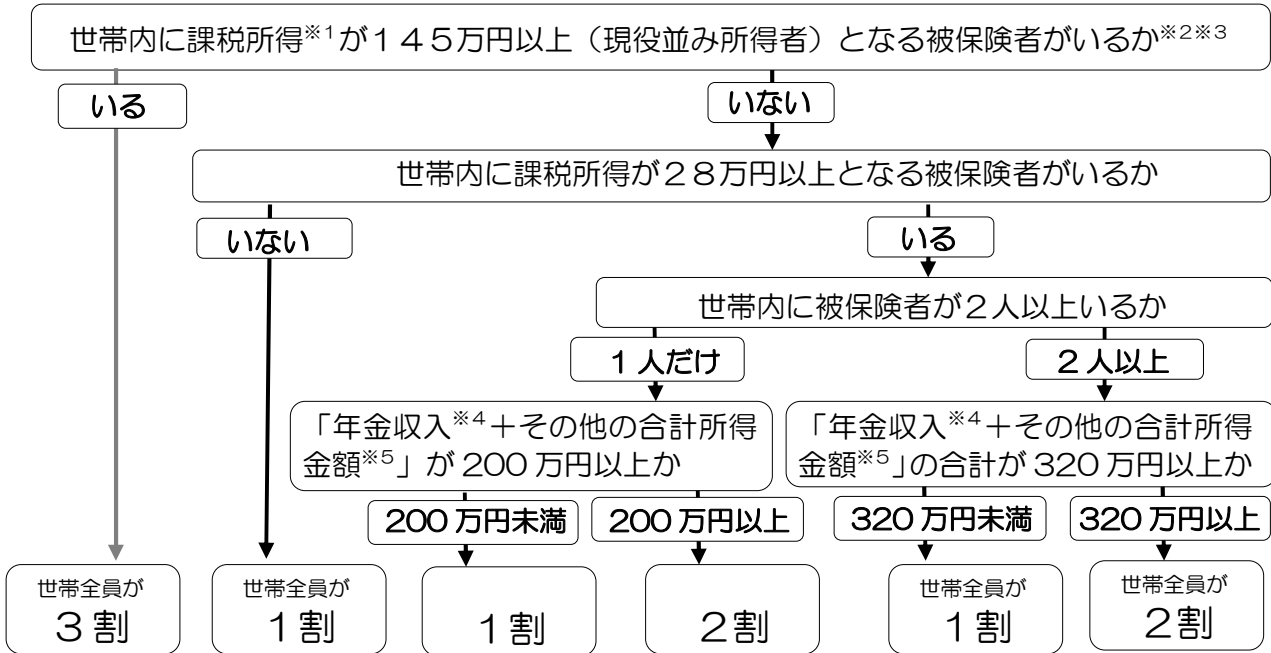 世帯内に課税所得※1が145万円以上（現役並み所得者）となる被保険者がいるか※2※3
いる
いない
世帯内に課税所得が28万円以上となる被保険者がいるか
いない
いる
世帯内に被保険者が2人以上いるか
1人だけ
2人以上
「年金収入※4＋その他の合計所得
金額※5」が200万円以上か
「年金収入※4＋その他の合計所得
金額※5」の合計が320万円以上か
200万円未満
200万円以上
320万円未満
320万円以上
世帯全員が
3割
世帯全員が
1割
1割
2割
世帯全員が
1割
世帯全員が
2割